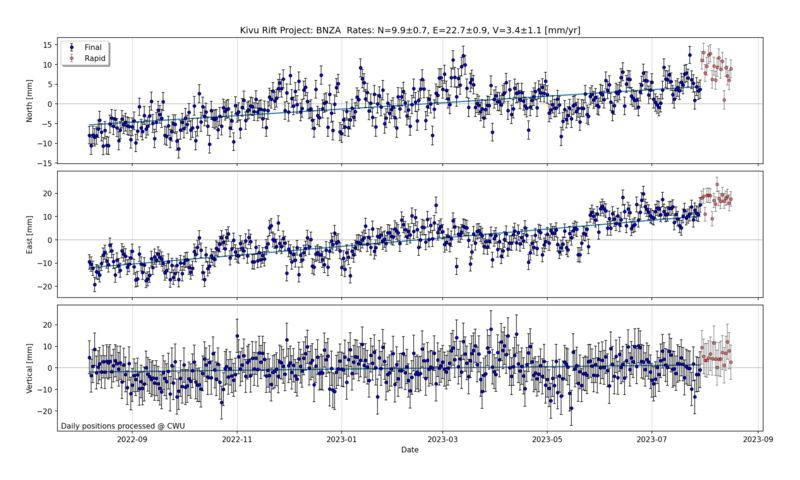 Kivu Rift Project: BNZA Rates: N=9.9±0.7, E=22.7±0.9, V=3.4±1.1 [mm/yr]
Final
Rapid
North [mm]
15
10
5
0
−5
−10
−15
East [mm]
20
10
0
−10
−20
Vertical [mm]
20
10
0
−10
−20
Daily positions processed @ CWU
2022-09 2022-11 2023-01 2023-03 2023-05 2023-07 2023-09
Date